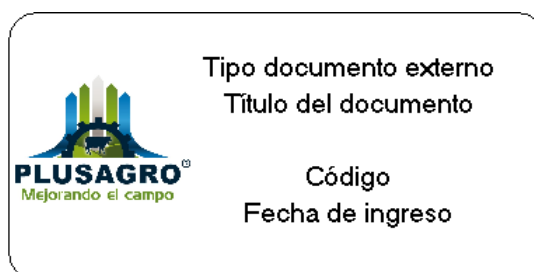 Tipo documento externo
Título del documento
PLUSAGRO®
Mejorando el campo
Código
Fecha de ingreso